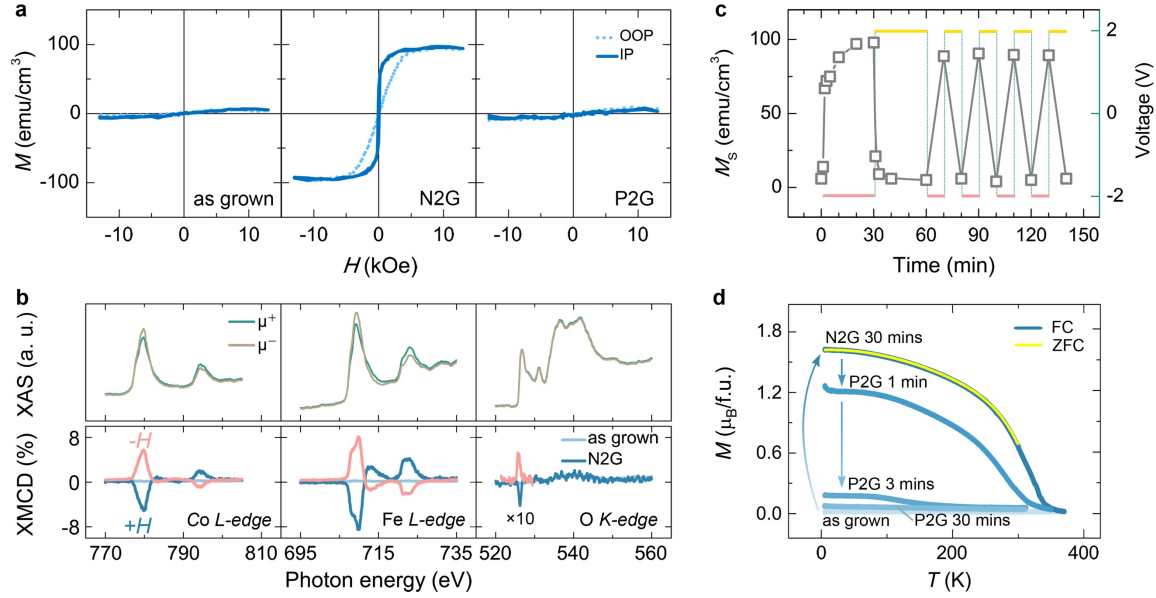 a
M (emu/cm³)
100
0
-100
OOP
IP
as grown
N2G
P2G
-10 0 10 -10 0 10 -10 0 10
H (kOe)
b
XAS (a. u.)
μ⁺
μ⁻
XMCD (%)
8
0
-8
-H
+H
as grown
N2G
×10
Co L-edge
Fe L-edge
O K-edge
770 790 810 695 715 735 520 540 560
Photon energy (eV)
c
Mₛ (emu/cm³)
100
50
0
2
0
-2
Voltage (V)
0 30 60 90 120 150
Time (min)
d
M (μB/f.u.)
1.8
1.2
0.6
0.0
N2G 30 mins
FC
ZFC
P2G 1 min
P2G 3 mins
as grown
P2G 30 mins
0 200 400
T (K)